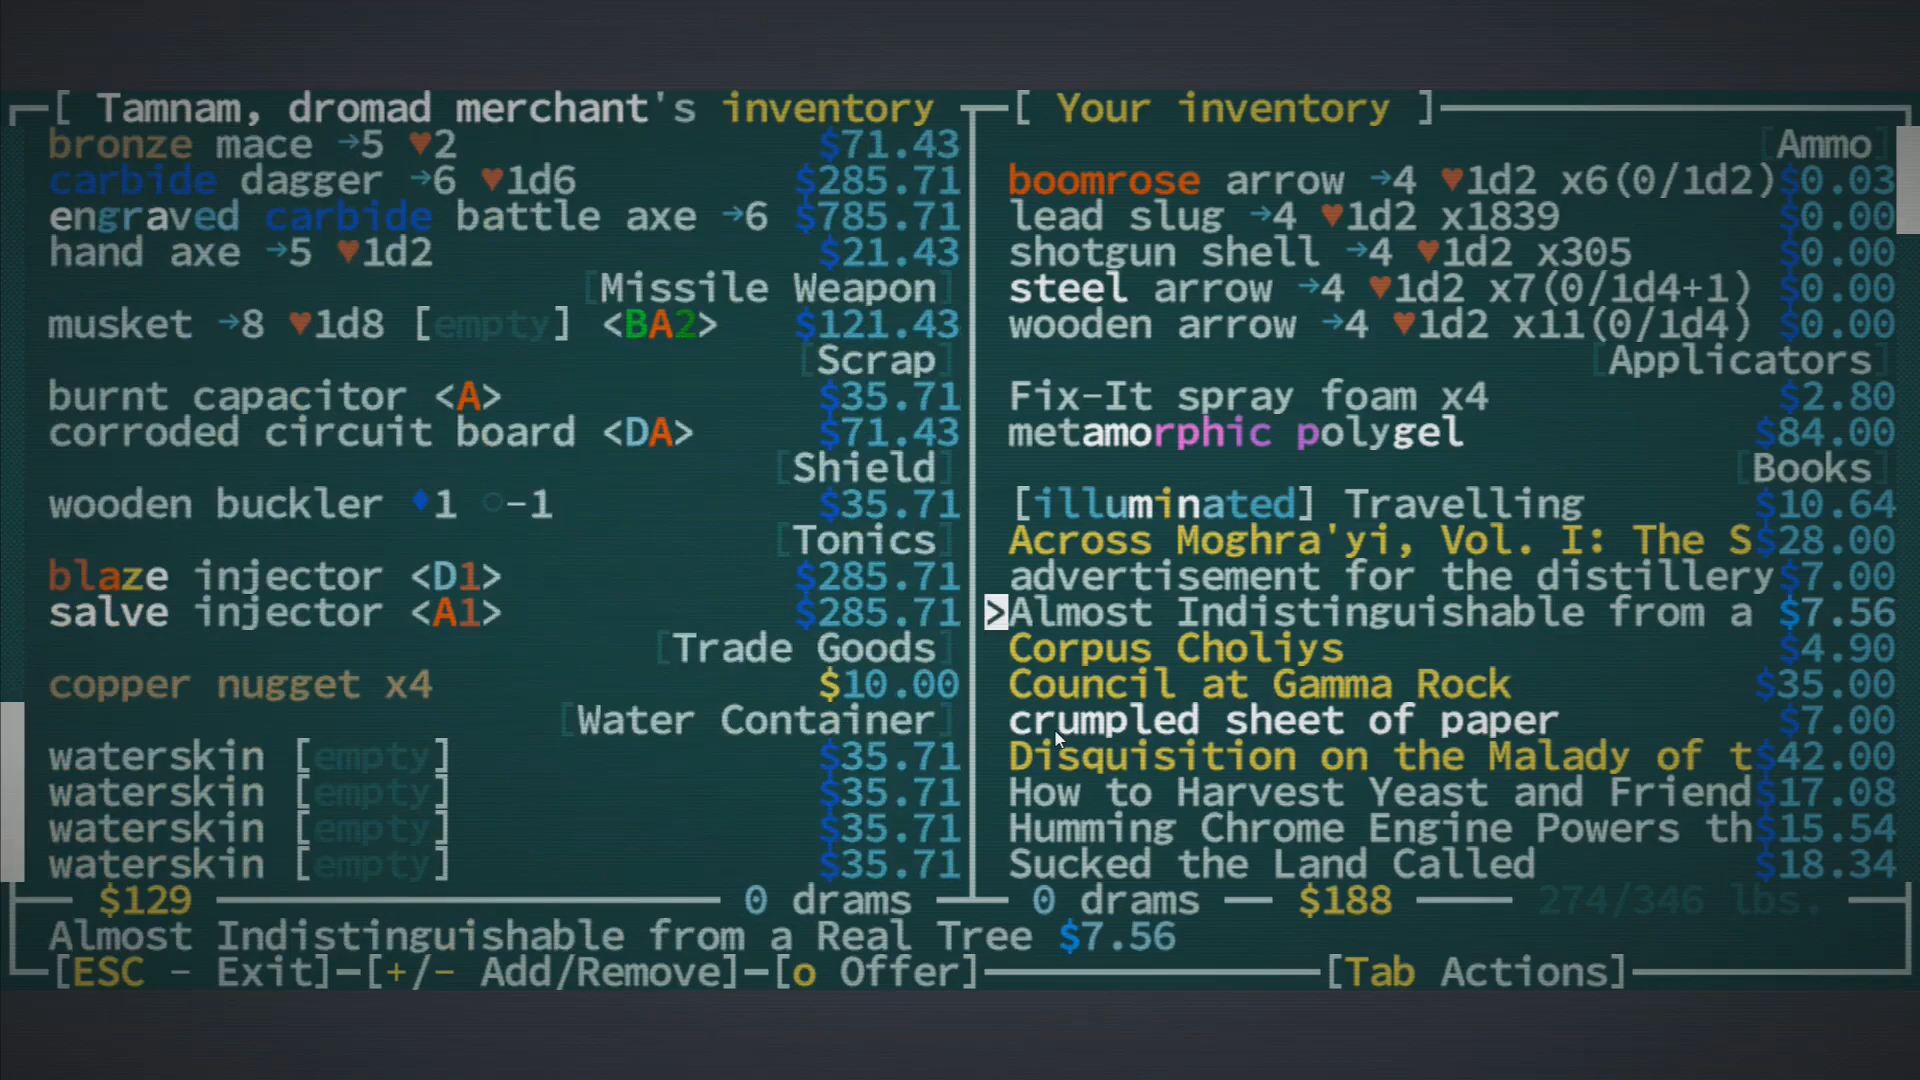 [ Tamnam, dromad merchant's inventory
bronze mace →5 ♥2 $71.43
carbide dagger →6 ♥1d6 $285.71
engraved carbide battle axe →6 $785.71
hand axe →5 ♥1d2 $21.43
[Missile Weapon]
musket →8 ♥1d8 [empty] <BA2> $121.43
[Scrap]
burnt capacitor <A> $35.71
corroded circuit board <DA> $71.43
[Shield]
wooden buckler ♦1 ○-1 $35.71
[Tonics]
blaze injector <D1> $285.71
salve injector <A1> $285.71
[Trade Goods]
copper nugget x4 $10.00
[Water Container]
waterskin [empty] $35.71
waterskin [empty] $35.71
waterskin [empty] $35.71
waterskin [empty] $35.71
$129 0 drams
[ Your inventory ]
[Ammo]
boomrose arrow →4 ♥1d2 x6(0/1d2) $0.03
lead slug →4 ♥1d2 x1839 $0.00
shotgun shell →4 ♥1d2 x305 $0.00
steel arrow →4 ♥1d2 x7(0/1d4+1) $0.00
wooden arrow →4 ♥1d2 x11(0/1d4) $0.00
[Applicators]
Fix-It spray foam x4 $2.80
metamorphic polygel $84.00
[Books]
[illuminated] Travelling $10.64
Across Moghra'yi, Vol. I: The S $28.00
advertisement for the distillery $7.00
>Almost Indistinguishable from a $7.56
Corpus Choliys $4.90
Council at Gamma Rock $35.00
crumpled sheet of paper $7.00
Disquisition on the Malady of t $42.00
How to Harvest Yeast and Friend $17.08
Humming Chrome Engine Powers th $15.54
Sucked the Land Called $18.34
0 drams $188 274/346 lbs.
Almost Indistinguishable from a Real Tree $7.56
[ESC - Exit]-[+/- Add/Remove]-[o Offer] [Tab Actions]